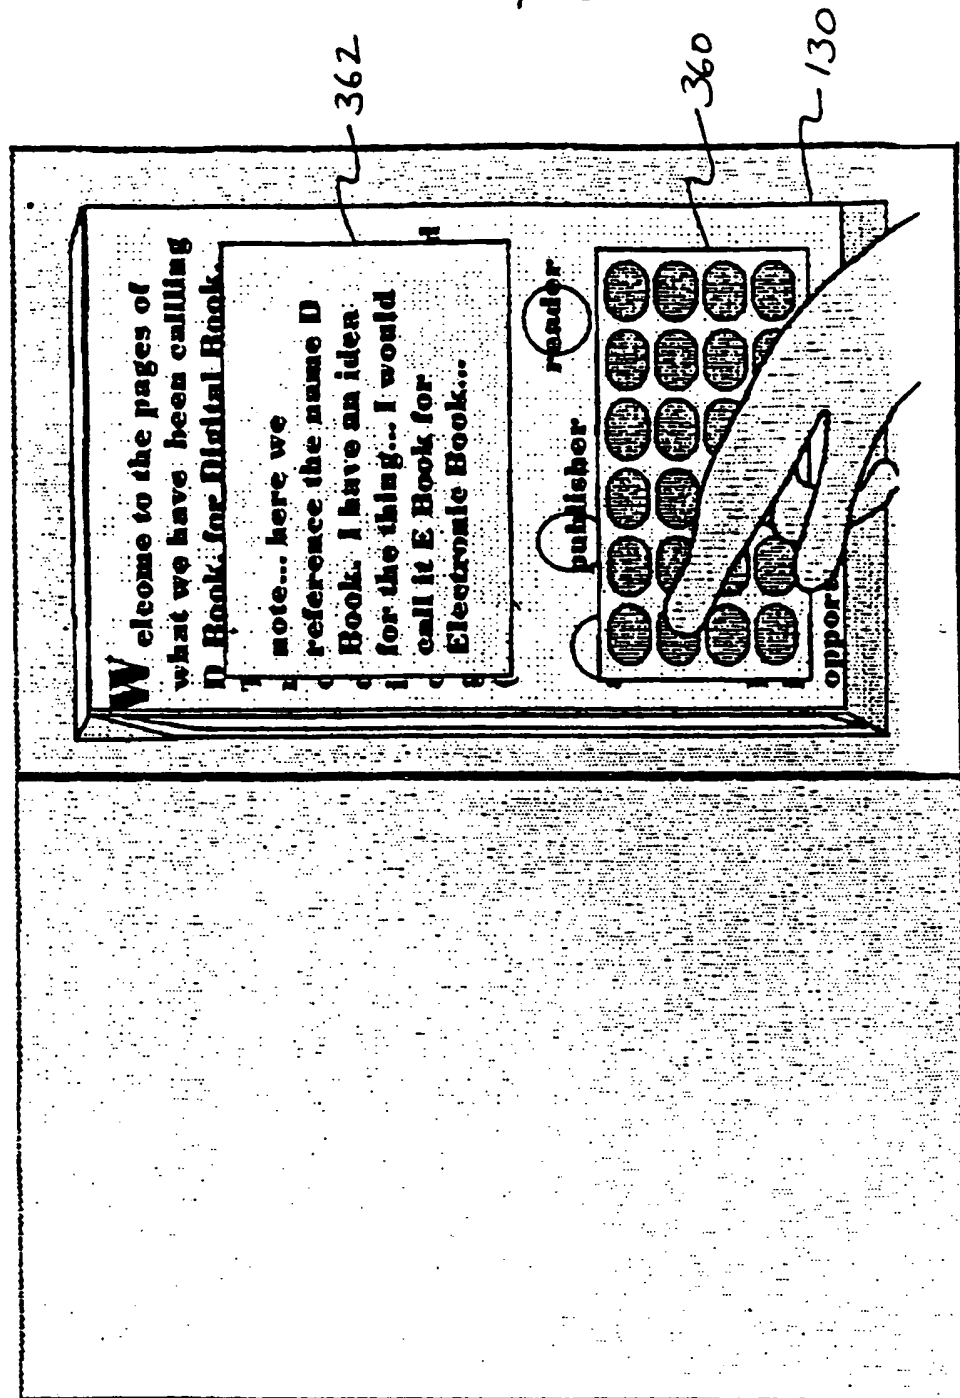 Welcome to the pages of
what we have been callling
D Book: for Digital Book.
note... here we
reference the name D
Book. I have an idea
for the thing... I would
call it E Book for
Electronic Book...
publisher
reader
opport
362
360
130